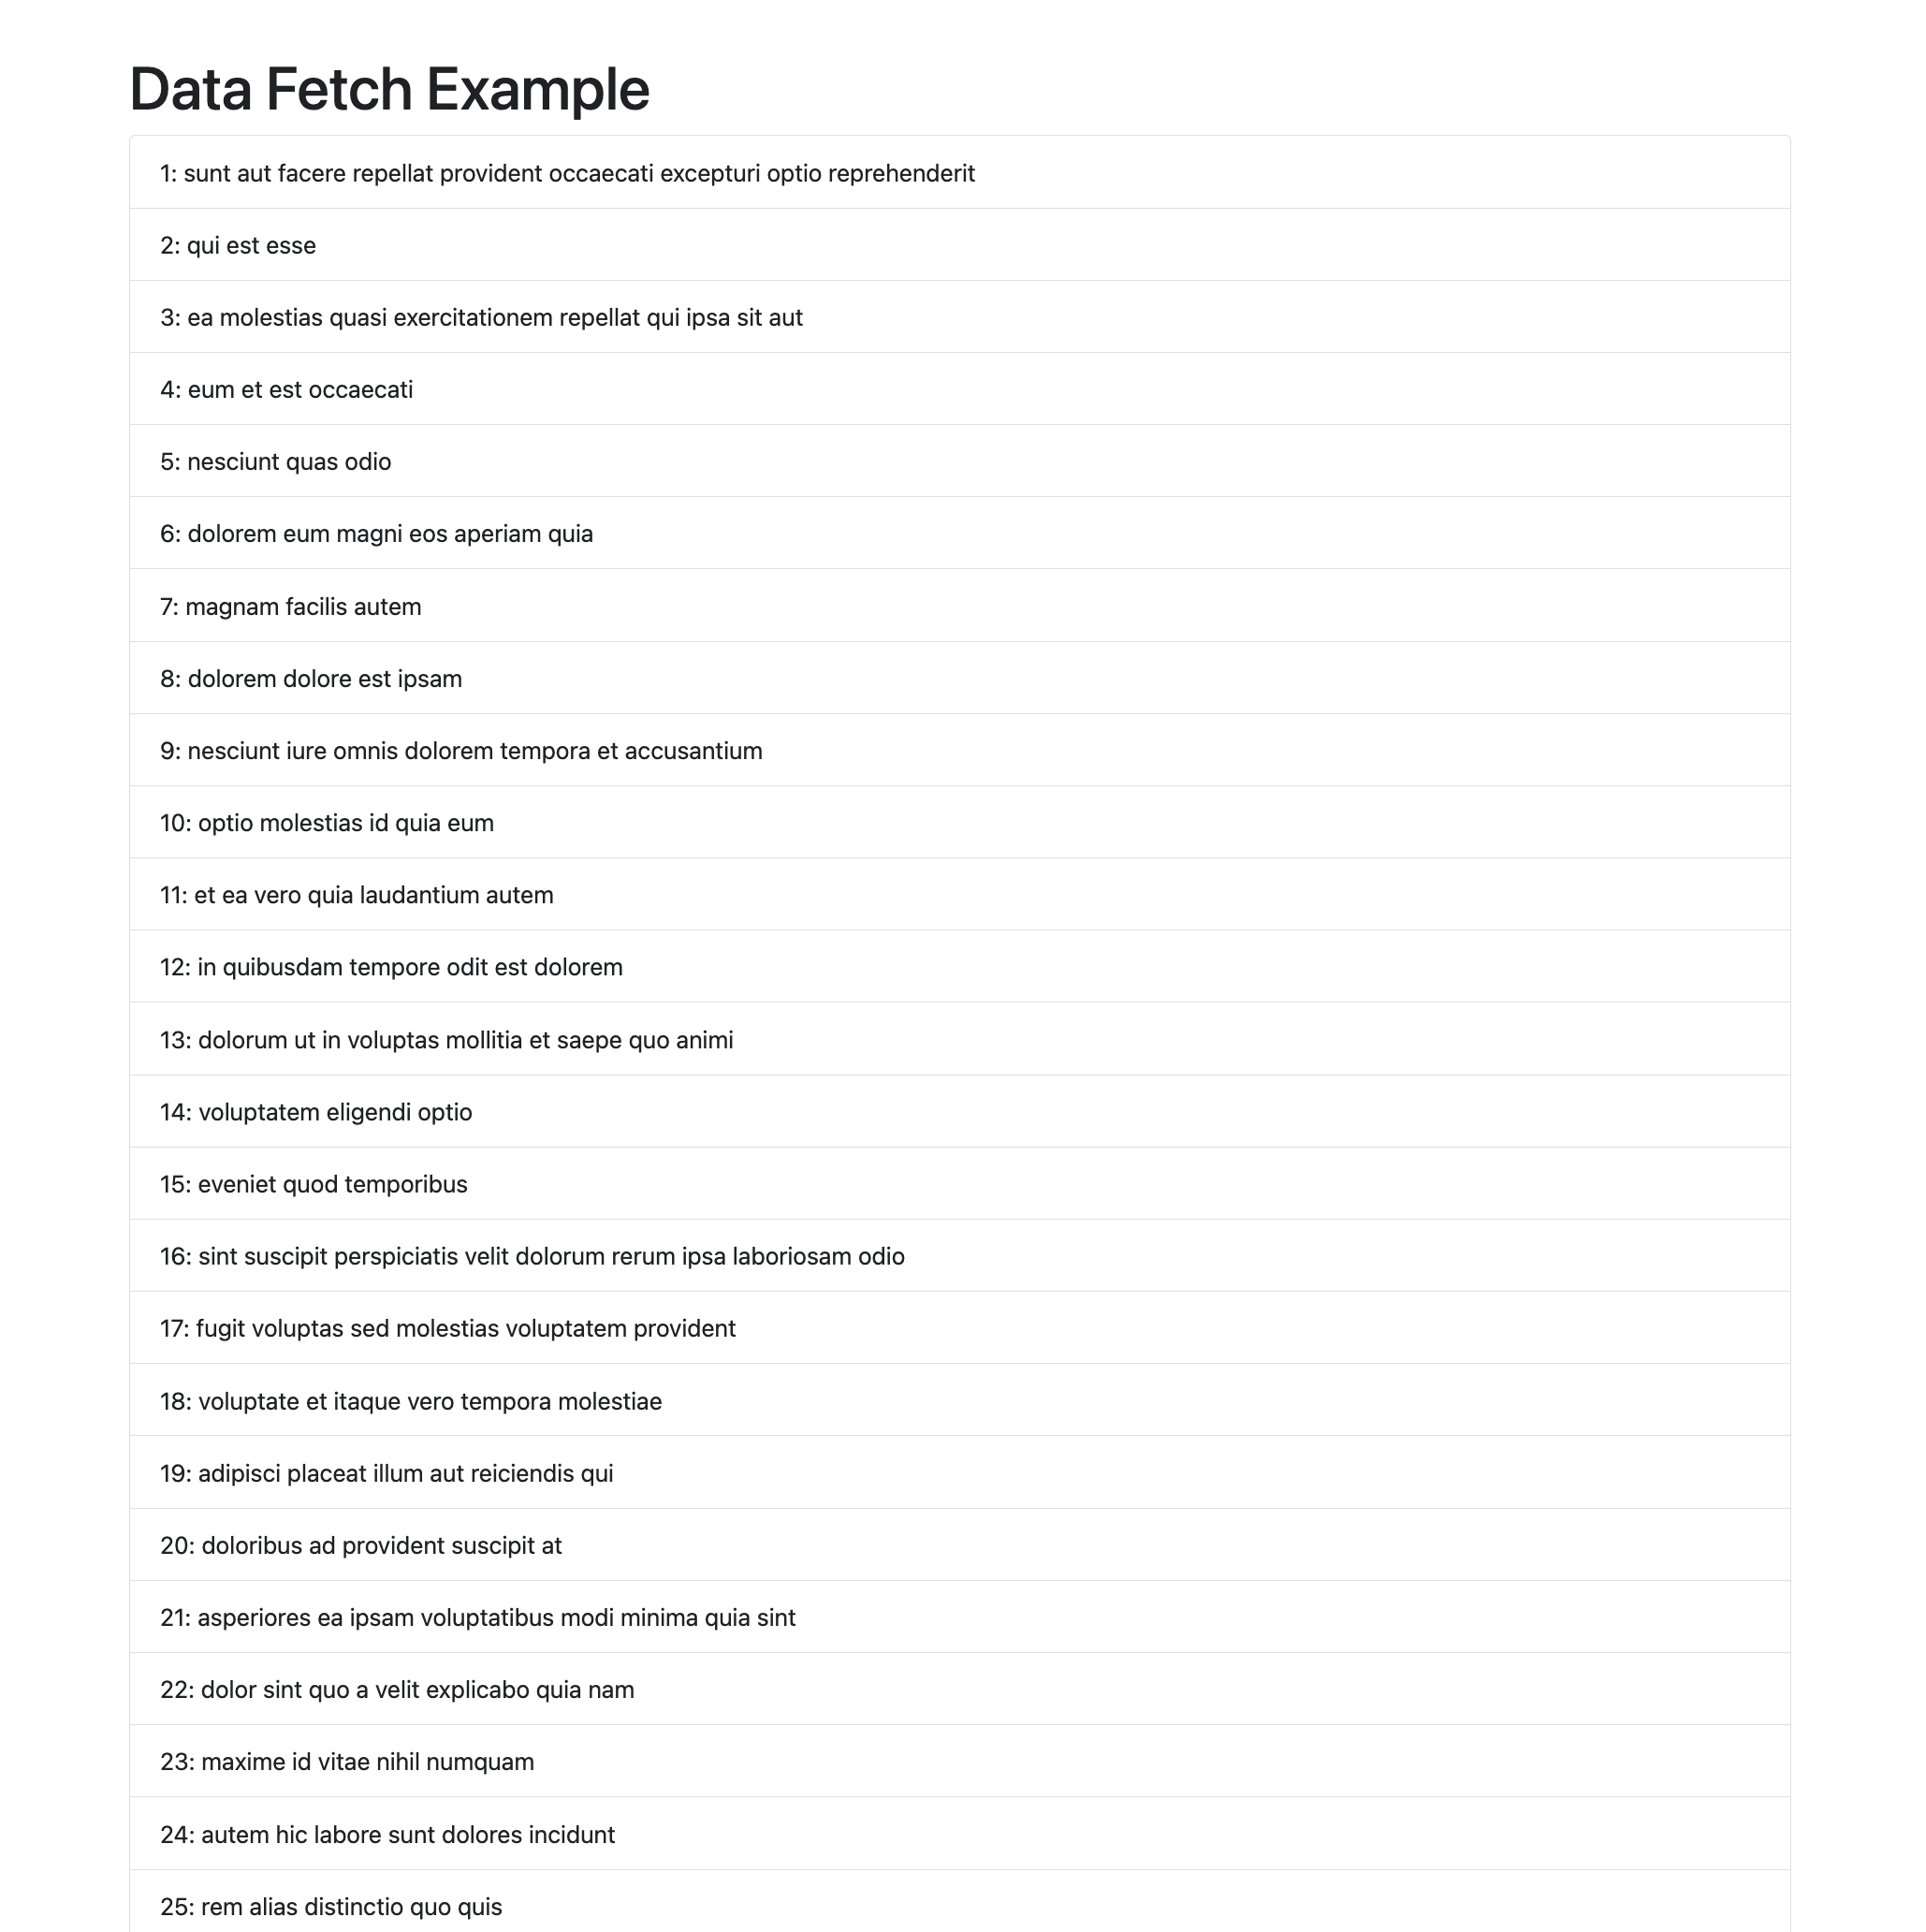 Data Fetch Example
1: sunt aut facere repellat provident occaecati excepturi optio reprehenderit
2: qui est esse
3: ea molestias quasi exercitationem repellat qui ipsa sit aut
4: eum et est occaecati
5: nesciunt quas odio
6: dolorem eum magni eos aperiam quia
7: magnam facilis autem
8: dolorem dolore est ipsam
9: nesciunt iure omnis dolorem tempora et accusantium
10: optio molestias id quia eum
11: et ea vero quia laudantium autem
12: in quibusdam tempore odit est dolorem
13: dolorum ut in voluptas mollitia et saepe quo animi
14: voluptatem eligendi optio
15: eveniet quod temporibus
16: sint suscipit perspiciatis velit dolorum rerum ipsa laboriosam odio
17: fugit voluptas sed molestias voluptatem provident
18: voluptate et itaque vero tempora molestiae
19: adipisci placeat illum aut reiciendis qui
20: doloribus ad provident suscipit at
21: asperiores ea ipsam voluptatibus modi minima quia sint
22: dolor sint quo a velit explicabo quia nam
23: maxime id vitae nihil numquam
24: autem hic labore sunt dolores incidunt
25: rem alias distinctio quo quis